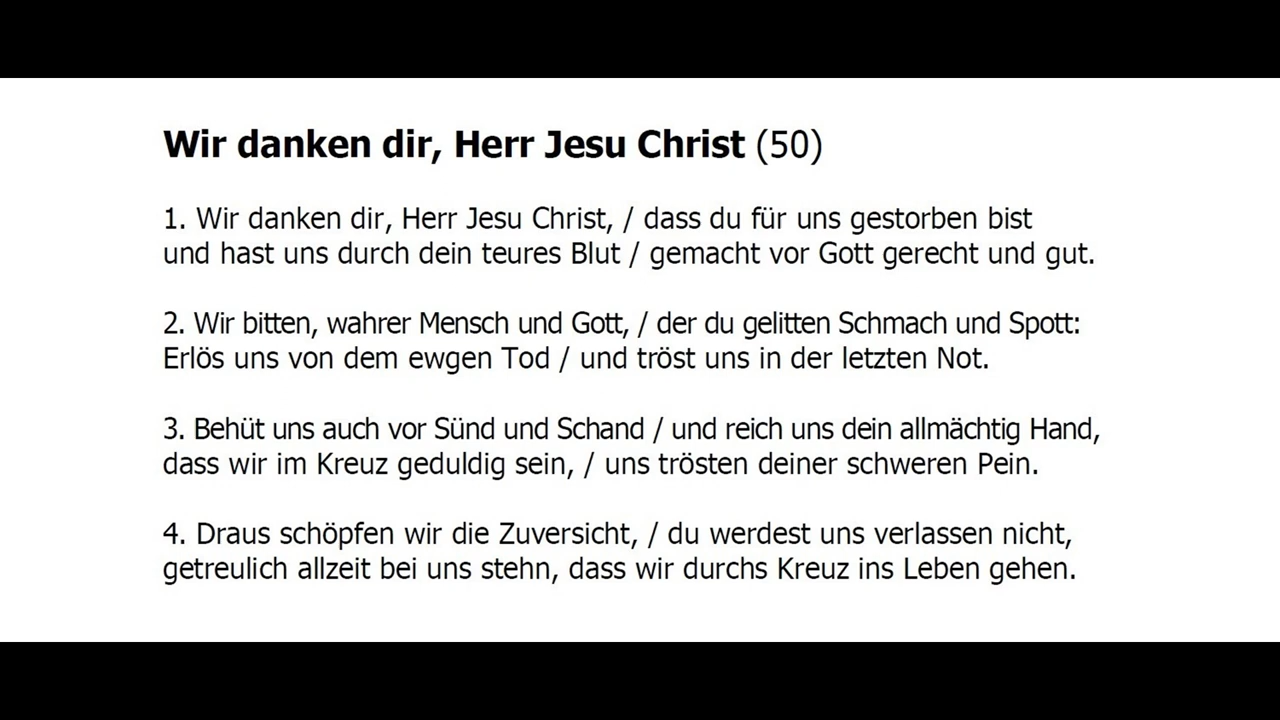 Wir danken dir, Herr Jesu Christ (50)
1. Wir danken dir, Herr Jesu Christ, / dass du für uns gestorben bist
und hast uns durch dein teures Blut / gemacht vor Gott gerecht und gut.
2. Wir bitten, wahrer Mensch und Gott, / der du gelitten Schmach und Spott:
Erlös uns von dem ewgen Tod / und tröst uns in der letzten Not.
3. Behüt uns auch vor Sünd und Schand / und reich uns dein allmächtig Hand,
dass wir im Kreuz geduldig sein, / uns trösten deiner schweren Pein.
4. Draus schöpfen wir die Zuversicht, / du werdest uns verlassen nicht,
getreulich allzeit bei uns stehn, dass wir durchs Kreuz ins Leben gehen.